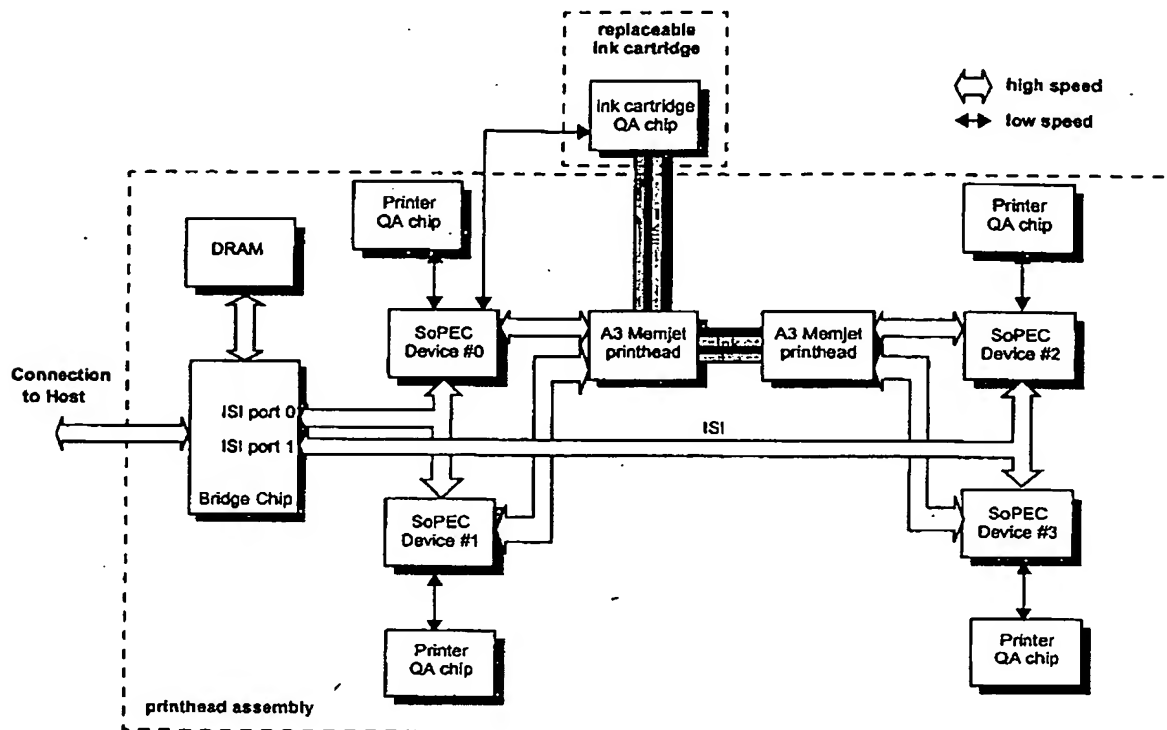 replaceable
ink cartridge
ink cartridge
QA chip
high speed
low speed
Printer
QA chip
Printer
QA chip
DRAM
ink
SoPEC
Device #0
A3 Memjet
printhead
ink
A3 Memjet
printhead
SoPEC
Device #2
Connection
to Host
ISI port 0
ISI port 1
Bridge Chip
ISI
SoPEC
Device #1
SoPEC
Device #3
Printer
QA chip
Printer
QA chip
printhead assembly